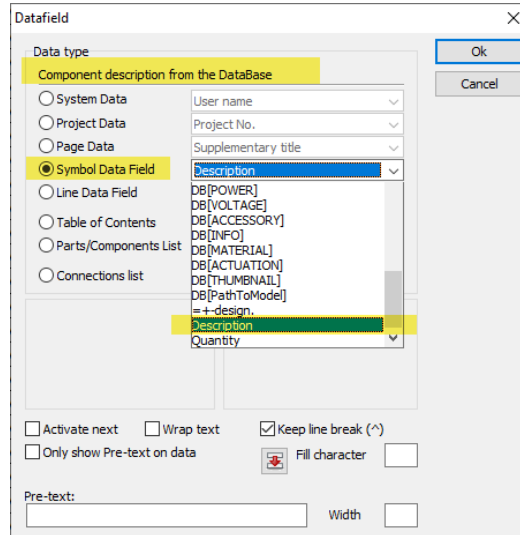 Datafield
Data type
Ok
Component description from the DataBase
Cancel
System Data
User name
Project Data
Project No.
Page Data
Supplementary title
Symbol Data Field
Description
Line Data Field
DB[POWER]
DB[VOLTAGE]
Table of Contents
DB[ACCESSORY]
DB[INFO]
Parts/Components List
DB[MATERIAL]
DB[ACTUATION]
Connections list
DB[THUMBNAIL]
DB[PathToModel]
=+-design.
Description
Quantity
Activate next
Wrap text
Keep line break (^)
Only show Pre-text on data
Fill character
Pre-text:
Width